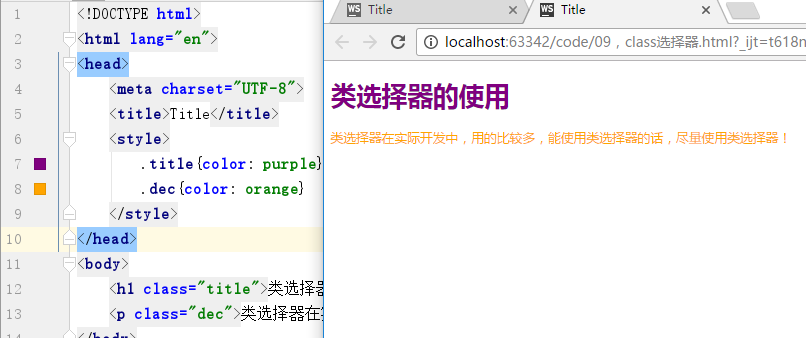 1 <!DOCTYPE html>
2 <html lang="en">
3 <head>
4 <meta charset="UTF-8">
5 <title>Title</title>
6 <style>
7 .title{color: purple}
8 .dec{color: orange}
9 </style>
10 </head>
11 <body>
12 <h1 class="title">类选择器
13 <p class="dec">类选择器在实
14 </body>
WS Title
WS Title
localhost:63342/code/09，class选择器.html?_ijt=t618n
类选择器的使用
类选择器在实际开发中，用的比较多，能使用类选择器的话，尽量使用类选择器！